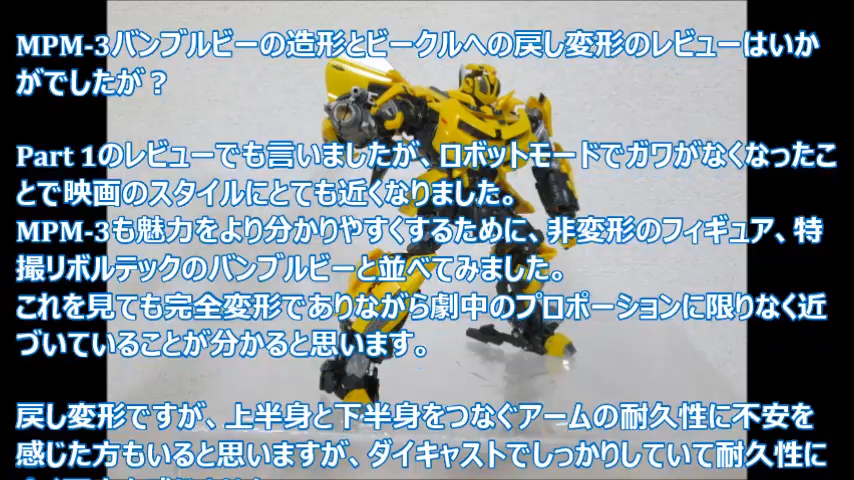 MPM-3バンブルビーの造形とビークルへの戻し変形のレビューはいか
がでしたが？
Part 1のレビューでも言いましたが、ロボットモードでガワがなくなったこ
とで映画のスタイルにとても近くなりました。
MPM-3も魅力をより分かりやすくするために、非変形のフィギュア、特
撮リボルテックのバンブルビーと並べてみました。
これを見ても完全変形でありながら劇中のプロポーションに限りなく近
づいていることが分かると思います。
戻し変形ですが、上半身と下半身をつなぐアームの耐久性に不安を
感じた方もいると思いますが、ダイキャストでしっかりしていて耐久性に